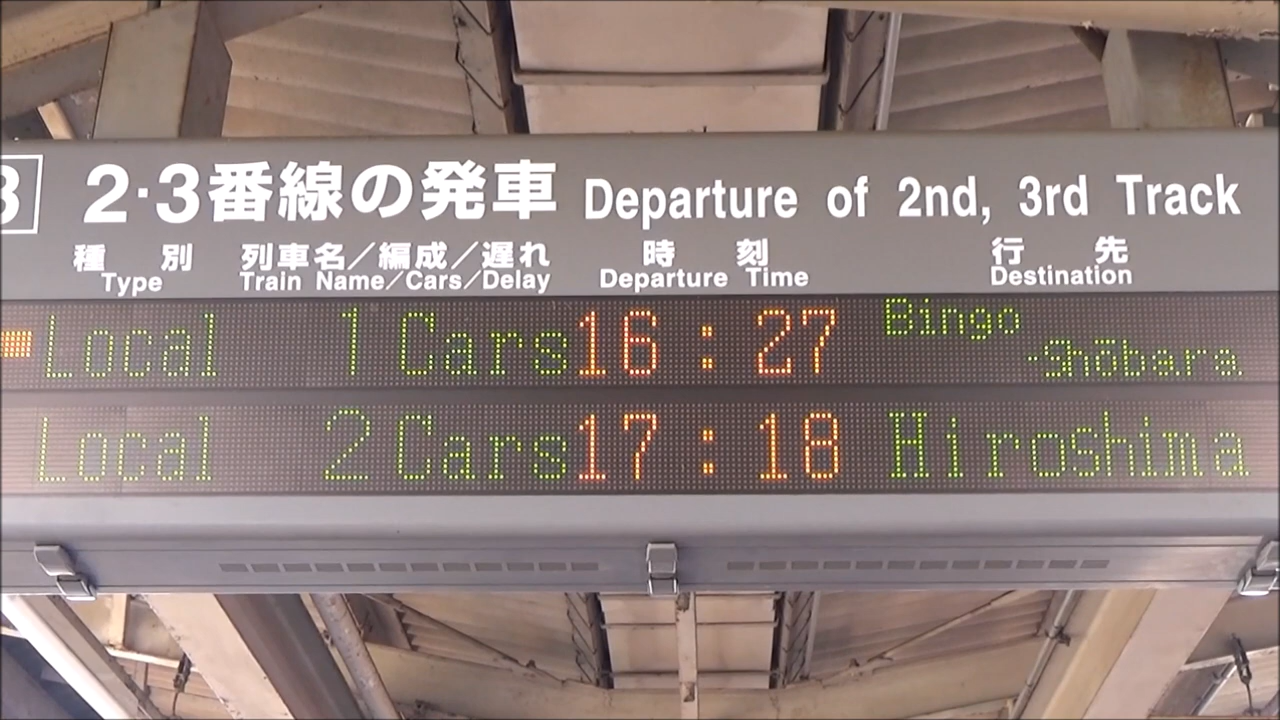 3 2·3番線の発車 Departure of 2nd, 3rd Track
種別 列車名/編成/遅れ 時刻 行先
Type Train Name/Cars/Delay Departure Time Destination
Local 1 Cars 16:27 Bingo
-Shōbara
Local 2 Cars 17:18 Hiroshima